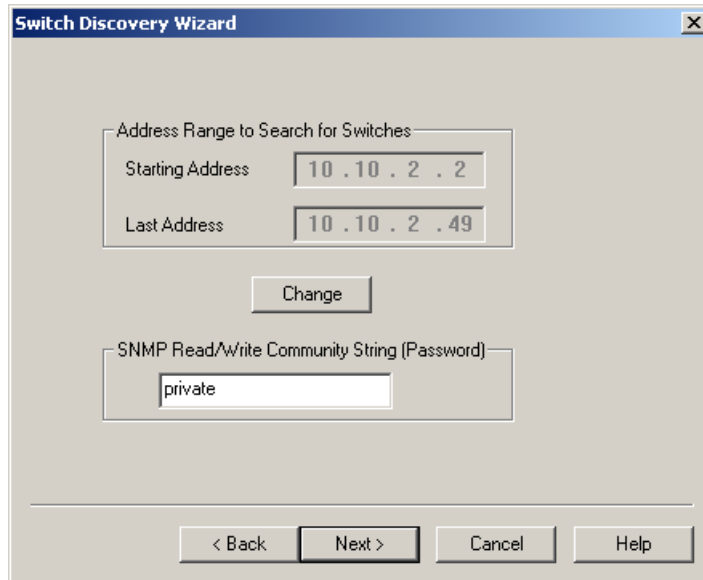 Switch Discovery Wizard
Address Range to Search for Switches
Starting Address 10 . 10 . 2 . 2
Last Address 10 . 10 . 2 . 49
Change
SNMP Read/Write Community String (Password)
private
< Back Next > Cancel Help